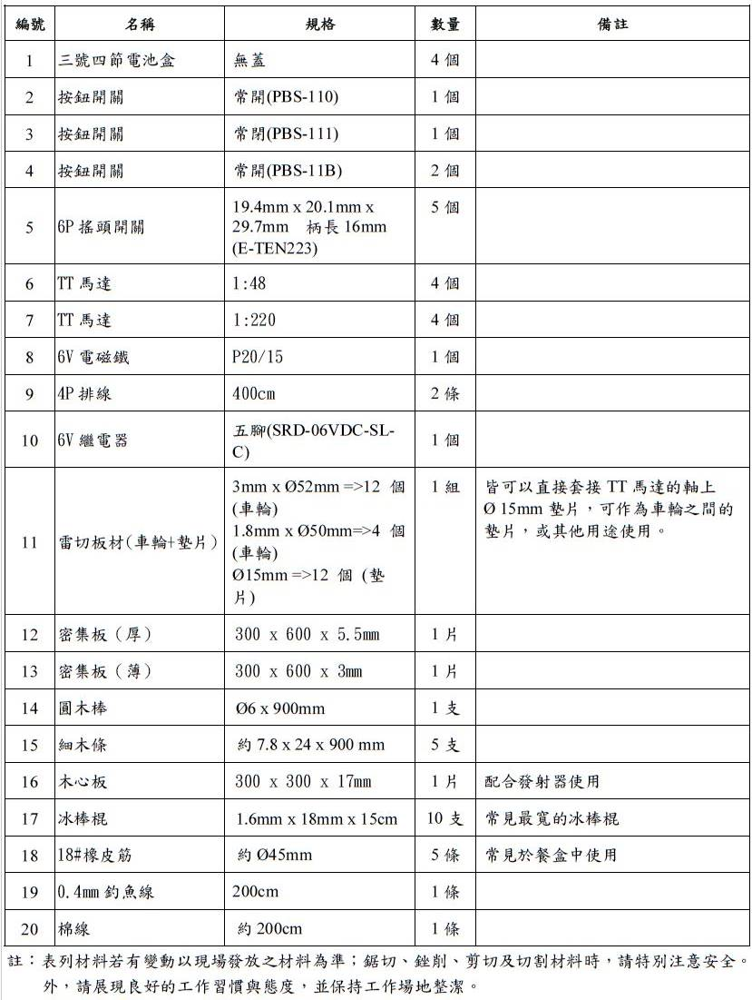 編號 名稱 規格 數量 備註
1 三號四節電池盒 無蓋 4 個
2 按鈕開關 常開(PBS-110) 1 個
3 按鈕開關 常閉(PBS-111) 1 個
4 按鈕開關 常開(PBS-11B) 2 個
5 6P 搖頭開關 19.4mm x 20.1mm x 5 個
29.7mm 柄長 16mm
(E-TEN223)
6 TT 馬達 1:48 4 個
7 TT 馬達 1:220 4 個
8 6V 電磁鐵 P20/15 1 個
9 4P 排線 400cm 2 條
10 6V 繼電器 五腳(SRD-06VDC-SL- 1 個
C)
11 雷切板材(車輪+墊片) 3mm x Ø52mm =>12 個 1 組 皆可以直接套接 TT 馬達的軸上
(車輪) Ø 15mm 墊片，可作為車輪之間的
1.8mm x Ø50mm=>4 個 墊片，或其他用途使用。
(車輪)
Ø15mm =>12 個 (墊
片)
12 密集板（厚） 300 x 600 x 5.5mm 1 片
13 密集板（薄） 300 x 600 x 3mm 1 片
14 圓木棒 Ø6 x 900mm 1 支
15 細木條 約 7.8 x 24 x 900 mm 5 支
16 木心板 300 x 300 x 17mm 1 片 配合發射器使用
17 冰棒棍 1.6mm x 18mm x 15cm 10 支 常見最寬的冰棒棍
18 18#橡皮筋 約 Ø45mm 5 條 常見於餐盒中使用
19 0.4mm 釣魚線 200cm 1 條
20 棉線 約 200cm 1 條
註：表列材料若有變動以現場發放之材料為準；鋸切、銼削、剪切及切割材料時，請特別注意安全。
外，請展現良好的工作習慣與態度，並保持工作場地整潔。